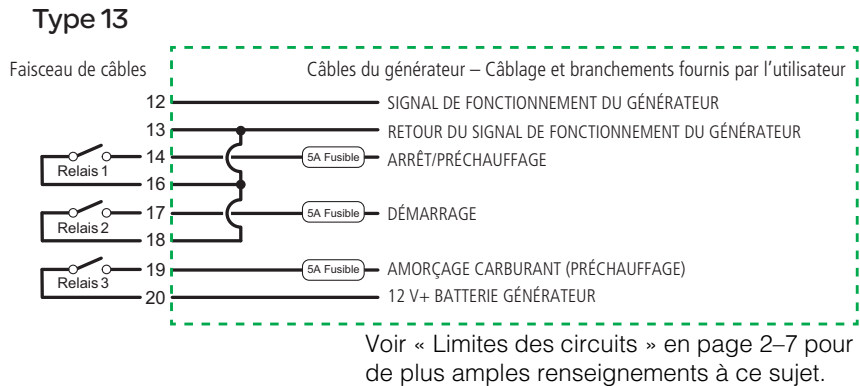 Type 13
Faisceau de câbles
Câbles du générateur – Câblage et branchements fournis par l’utilisateur
12 SIGNAL DE FONCTIONNEMENT DU GÉNÉRATEUR
13 RETOUR DU SIGNAL DE FONCTIONNEMENT DU GÉNÉRATEUR
14 5A Fusible ARRÊT/PRÉCHAUFFAGE
Relais 1
16
17 5A Fusible DÉMARRAGE
Relais 2
18
19 5A Fusible AMORÇAGE CARBURANT (PRÉCHAUFFAGE)
Relais 3
20 12 V+ BATTERIE GÉNÉRATEUR
Voir « Limites des circuits » en page 2–7 pour
de plus amples renseignements à ce sujet.